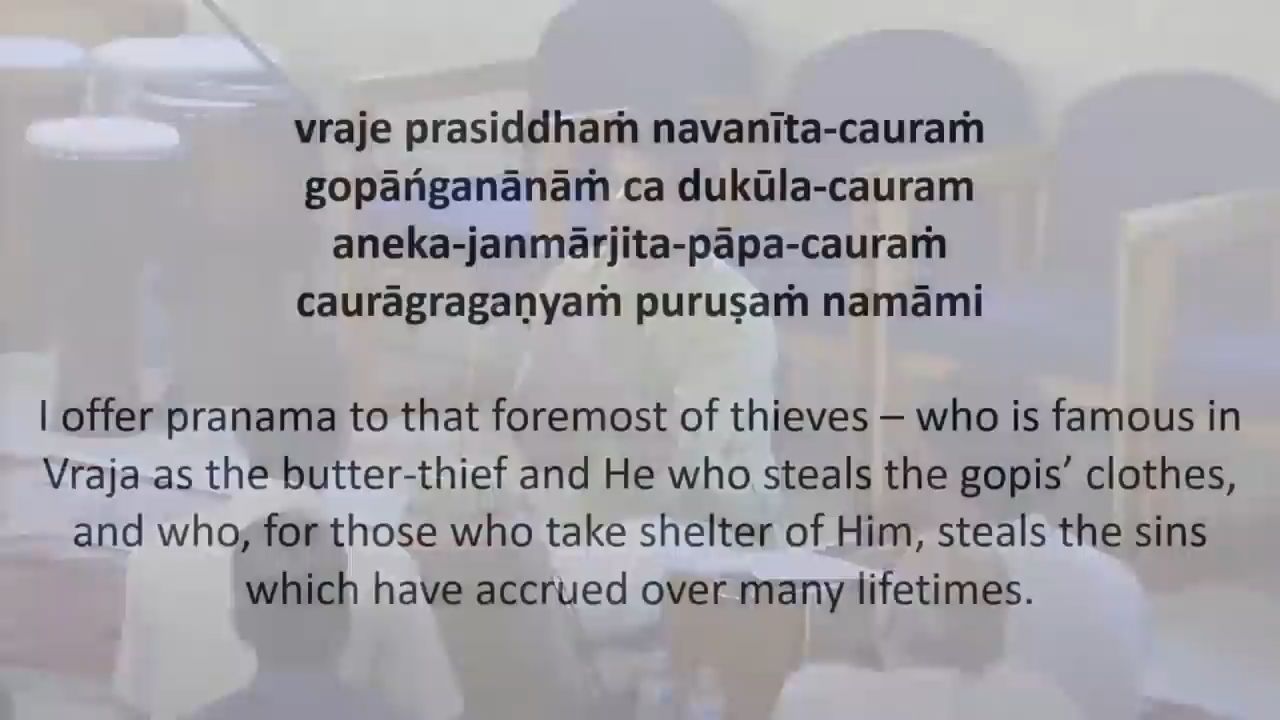 vraje prasiddhaṁ navanīta-cauraṁ
gopāńganānāṁ ca dukūla-cauram
aneka-janmārjita-pāpa-cauraṁ
caurāgragaṇyaṁ puruṣaṁ namāmi
I offer pranama to that foremost of thieves – who is famous in
Vraja as the butter-thief and He who steals the gopis’ clothes,
and who, for those who take shelter of Him, steals the sins
which have accrued over many lifetimes.